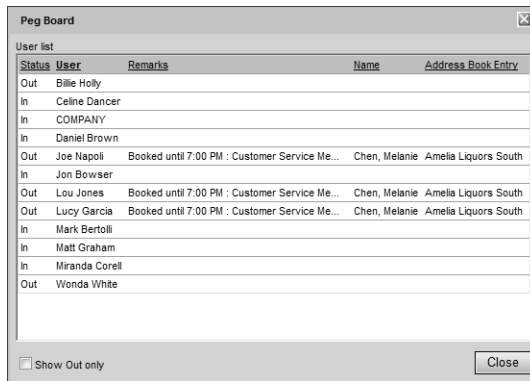 Peg Board
User list
Status User Remarks Name Address Book Entry
Out Billie Holly
In Celine Dancer
In COMPANY
In Daniel Brown
Out Joe Napoli Booked until 7:00 PM : Customer Service Me... Chen, Melanie Amelia Liquors South
In Jon Bowser
Out Lou Jones Booked until 7:00 PM : Customer Service Me... Chen, Melanie Amelia Liquors South
Out Lucy Garcia Booked until 7:00 PM : Customer Service Me... Chen, Melanie Amelia Liquors South
In Mark Bertolli
In Matt Graham
In Miranda Corell
Out Wonda White
Show Out only Close